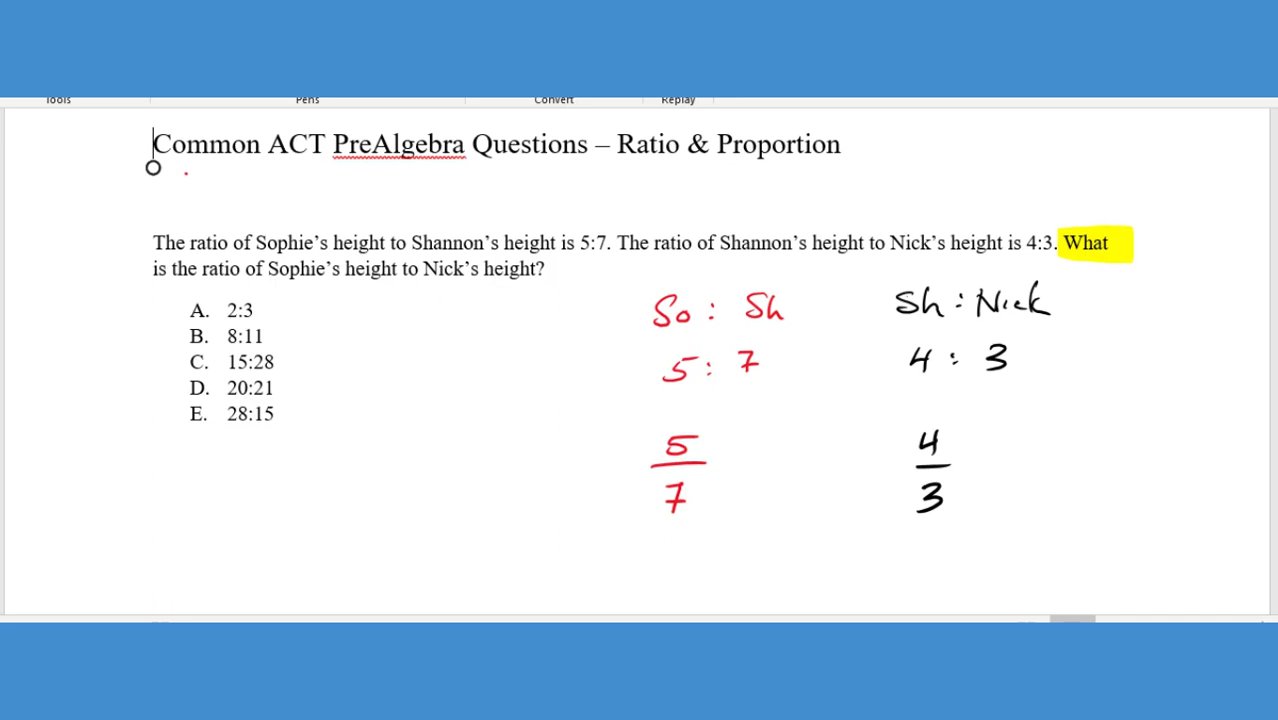 Tools Pens Convert Replay
Common ACT PreAlgebra Questions – Ratio & Proportion
The ratio of Sophie’s height to Shannon’s height is 5:7. The ratio of Shannon’s height to Nick’s height is 4:3. What
is the ratio of Sophie’s height to Nick’s height?
A. 2:3
B. 8:11
C. 15:28
D. 20:21
E. 28:15
So : Sh
5 : 7
5
7
Sh : Nick
4 : 3
4
3